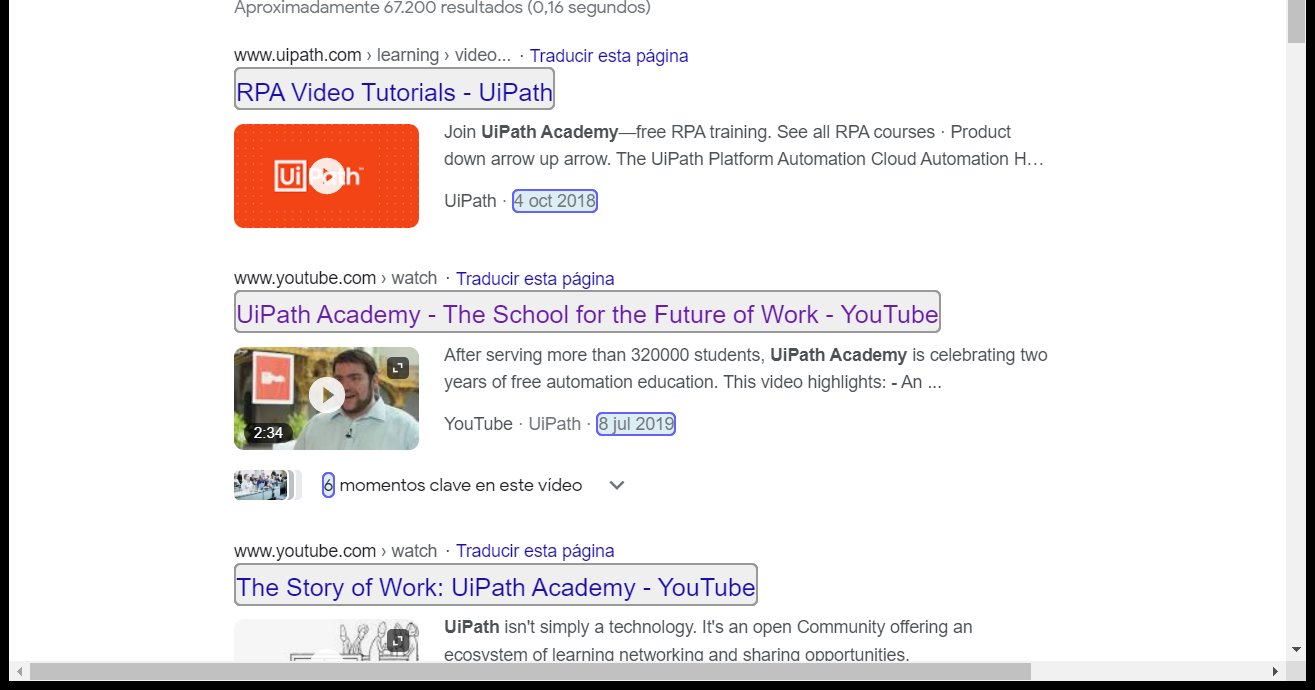 Aproximadamente 67.200 resultados (0,16 segundos)
www.uipath.com › learning › video... · Traducir esta página
RPA Video Tutorials - UiPath
UiPath™
Join UiPath Academy—free RPA training. See all RPA courses · Product
down arrow up arrow. The UiPath Platform Automation Cloud Automation H…
UiPath · 4 oct 2018
www.youtube.com › watch · Traducir esta página
UiPath Academy - The School for the Future of Work - YouTube
After serving more than 320000 students, UiPath Academy is celebrating two
years of free automation education. This video highlights: - An ...
2:34
YouTube · UiPath · 8 jul 2019
6 momentos clave en este vídeo
www.youtube.com › watch · Traducir esta página
The Story of Work: UiPath Academy - YouTube
UiPath isn't simply a technology. It's an open Community offering an
ecosystem of learning networking and sharing opportunities.